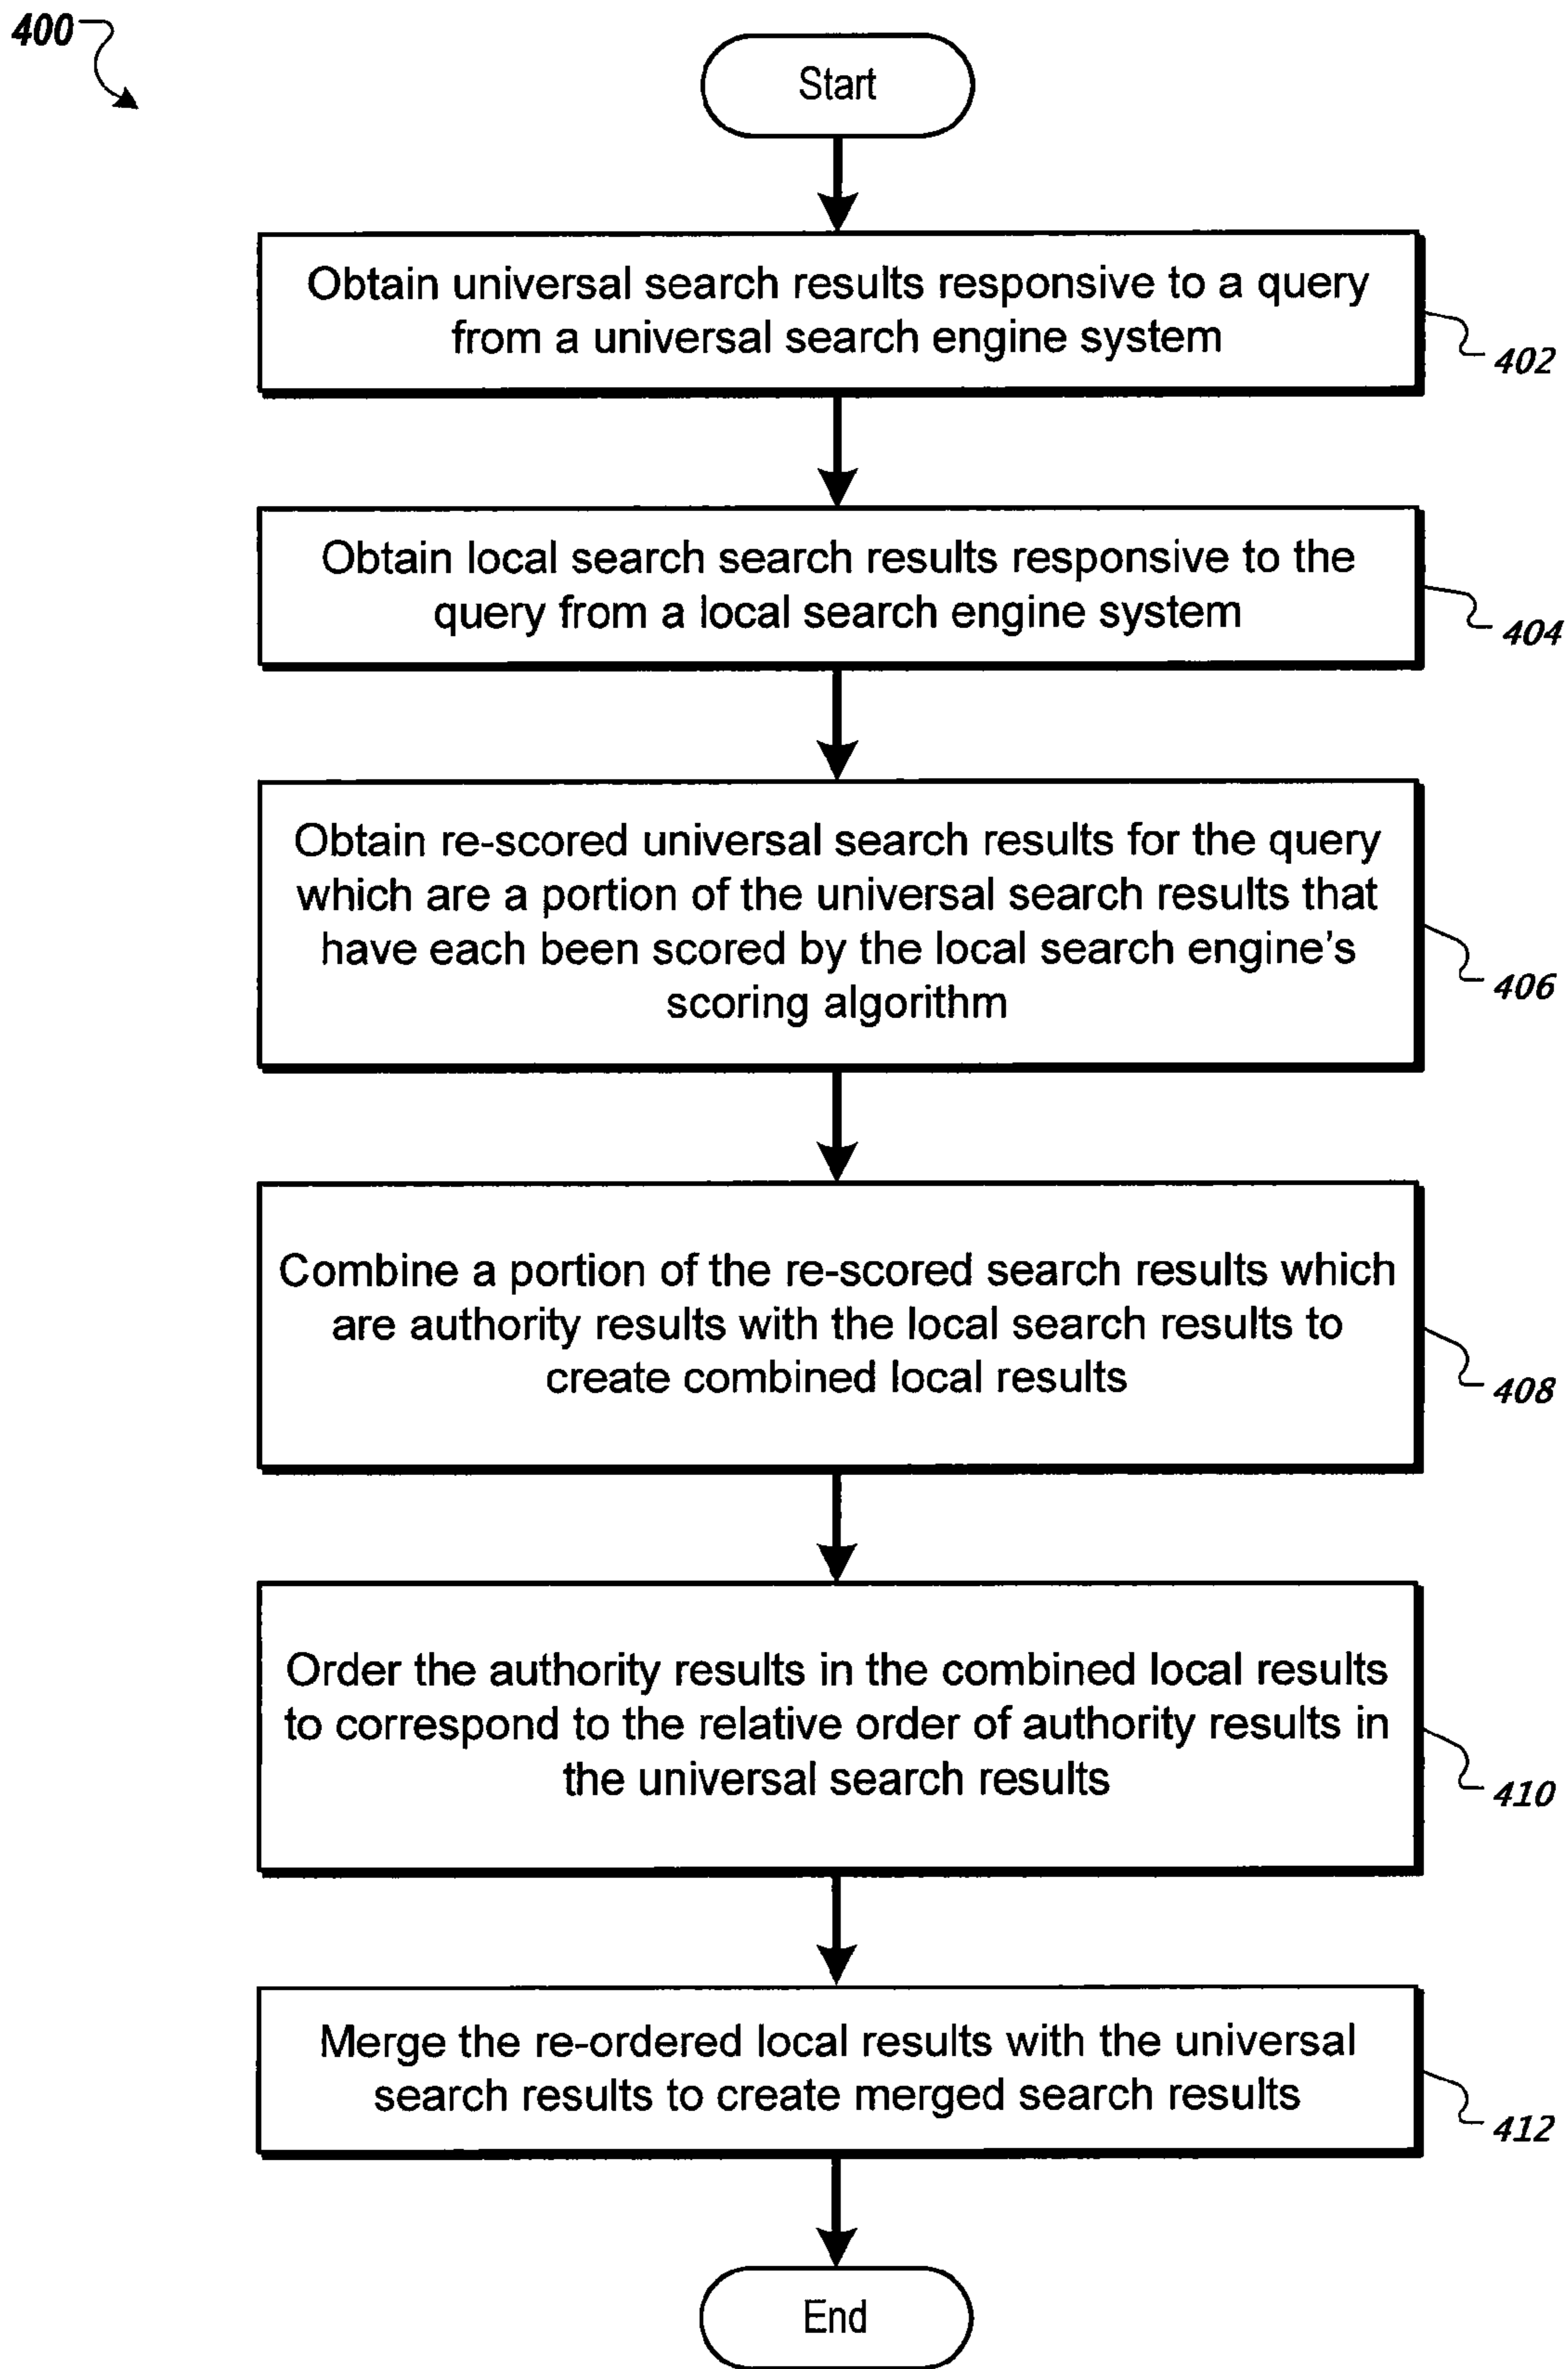 400
Start
Obtain universal search results responsive to a query
from a universal search engine system
402
Obtain local search search results responsive to the
query from a local search engine system
404
Obtain re-scored universal search results for the query
which are a portion of the universal search results that
have each been scored by the local search engine's
scoring algorithm
406
Combine a portion of the re-scored search results which
are authority results with the local search results to
create combined local results
408
Order the authority results in the combined local results
to correspond to the relative order of authority results in
the universal search results
410
Merge the re-ordered local results with the universal
search results to create merged search results
412
End